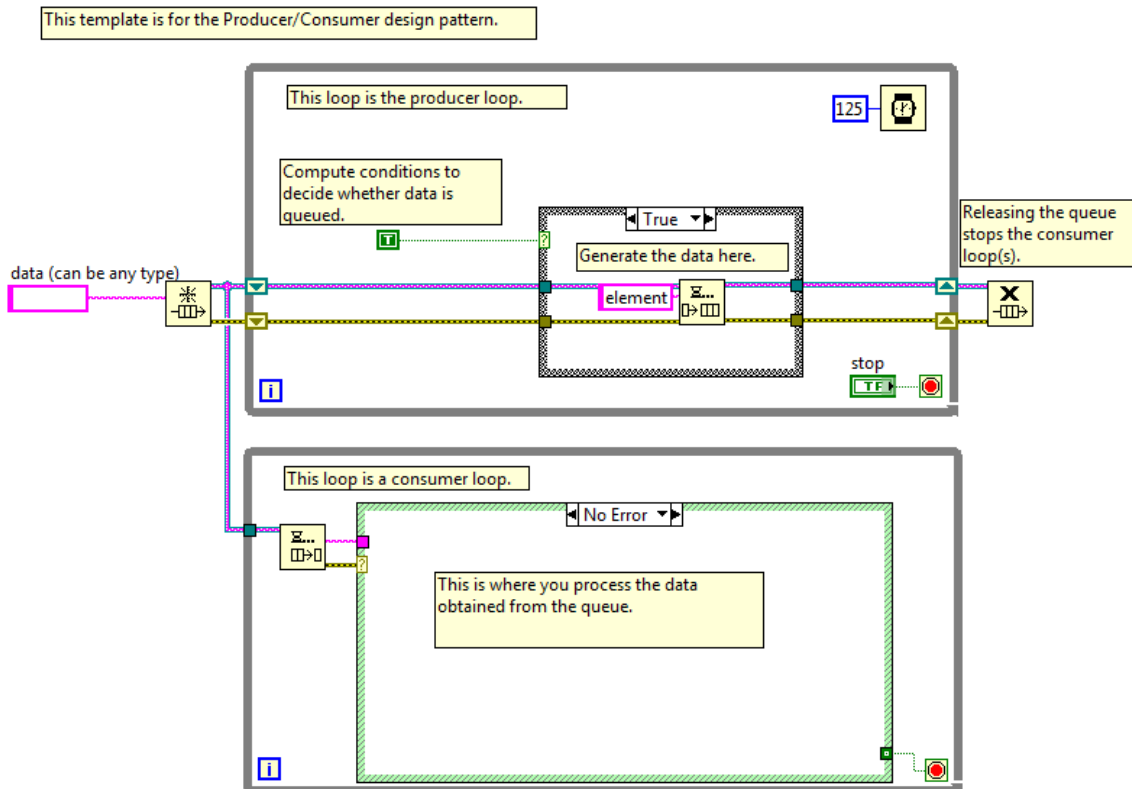 This template is for the Producer/Consumer design pattern.
This loop is the producer loop.
125
Compute conditions to
decide whether data is
queued.
True
Releasing the queue
stops the consumer
loop(s).
T
?
Generate the data here.
data (can be any type)
element
stop
TF
i
This loop is a consumer loop.
No Error
?
This is where you process the data
obtained from the queue.
i